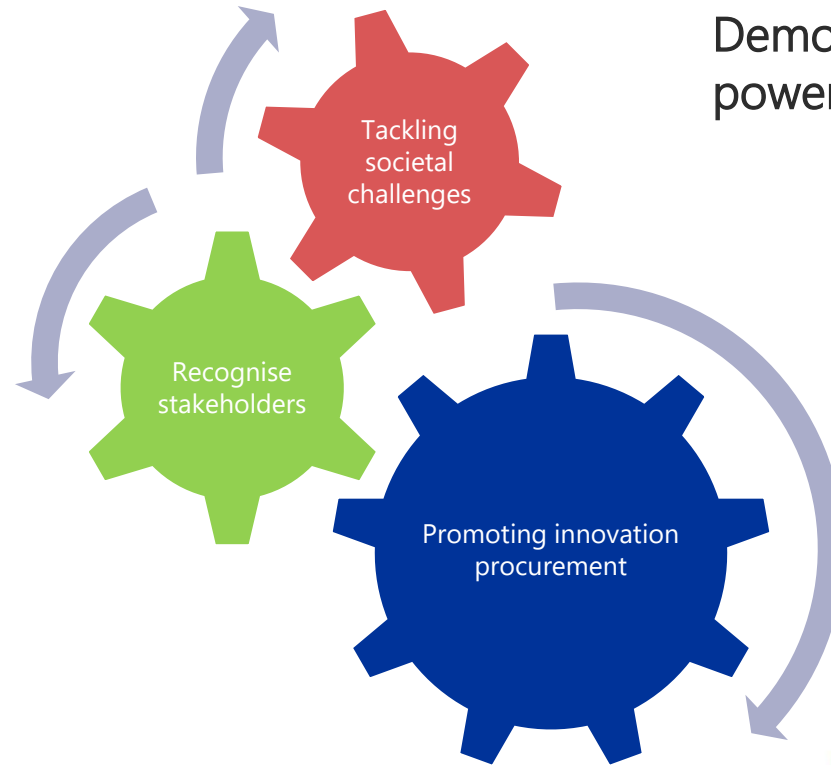 Tackling
societal
challenges
Recognise
stakeholders
Promoting innovation
procurement